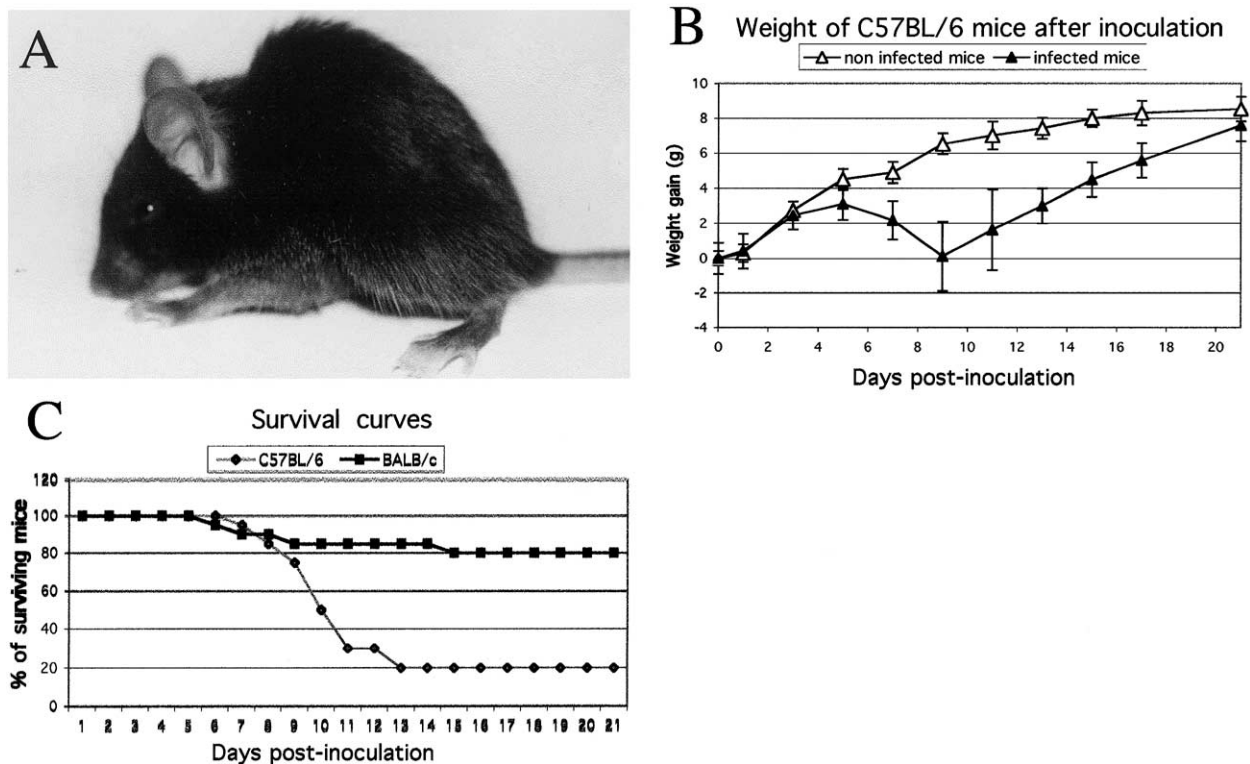 A
B
Weight of C57BL/6 mice after inoculation
non infected mice infected mice
10
8
6
4
2
0
-2
-4
Weight gain (g)
0 2 4 6 8 10 12 14 16 18 20
Days post-inoculation
C
Survival curves
C57BL/6 BALB/c
120
100
80
60
40
20
0
% of surviving mice
1 2 3 4 5 6 7 8 9 10 11 12 13 14 15 16 17 18 19 20 21
Days post-inoculation